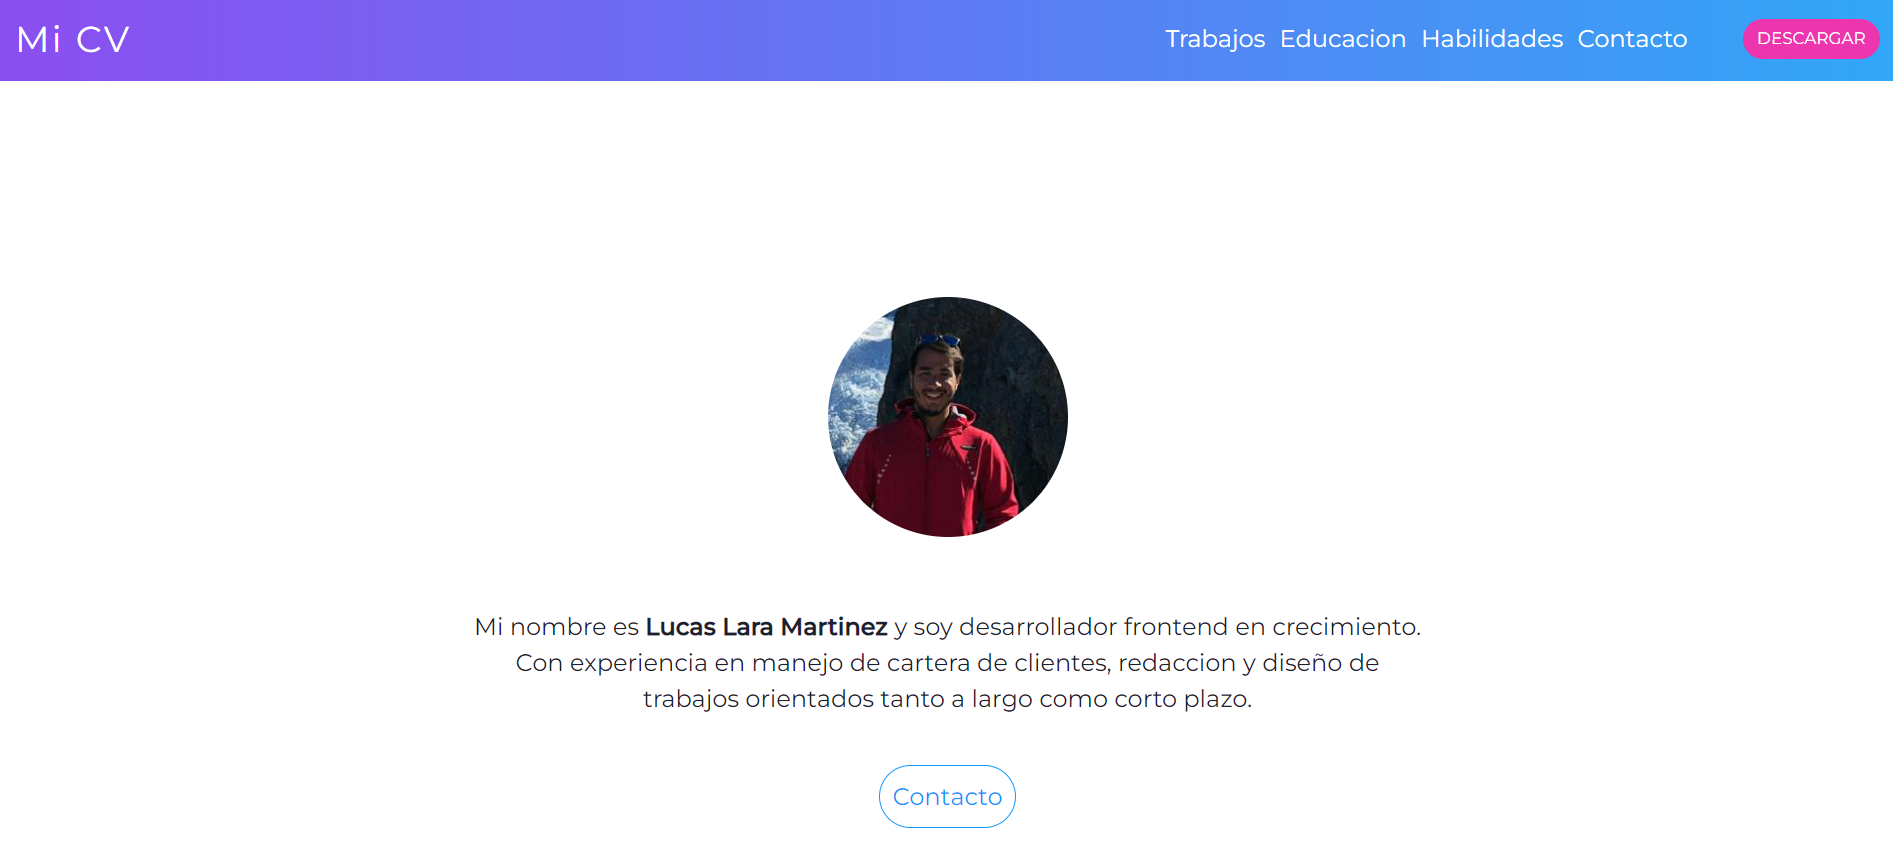 Mi CV
Trabajos Educacion Habilidades Contacto DESCARGAR
Mi nombre es Lucas Lara Martinez y soy desarrollador frontend en crecimiento.
Con experiencia en manejo de cartera de clientes, redaccion y diseño de
trabajos orientados tanto a largo como corto plazo.
Contacto